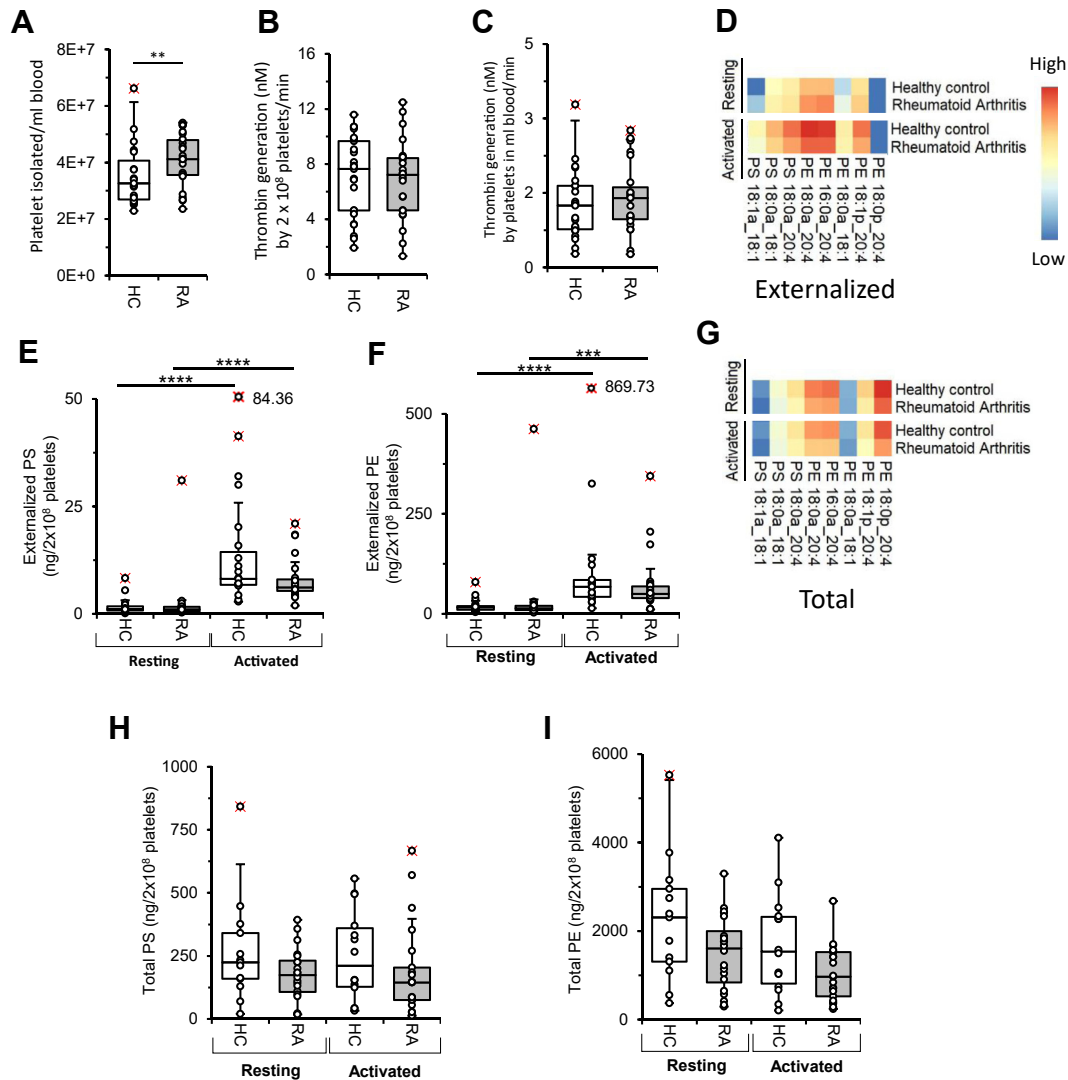 A
Platelet isolated/ml blood
8E+7
6E+7
4E+7
2E+7
0E+0
**
HC
RA
B
Thrombin generation (nM)
by 2 x 10⁸ platelets/min
16
12
8
4
0
HC
RA
C
Thrombin generation (nM)
by platelets in ml blood/min
5
3
2
0
HC
RA
D
Resting
Activated
Healthy control
Rheumatoid Arthritis
Healthy control
Rheumatoid Arthritis
PS 18:1a_18:1
PS 18:0a_18:1
PS 18:0a_20:4
PE 18:0a_20:4
PE 16:0a_20:4
PE 18:0a_18:1
PE 18:1p_20:4
PE 18:0p_20:4
Externalized
High
Low
E
Externalized PS
(ng/2x10⁸ platelets)
50
25
0
****
****
84.36
HC
RA
HC
RA
Resting
Activated
F
Externalized PE
(ng/2x10⁸ platelets)
500
250
0
***
****
869.73
HC
RA
HC
RA
Resting
Activated
G
Resting
Activated
Healthy control
Rheumatoid Arthritis
Healthy control
Rheumatoid Arthritis
PS 18:1a_18:1
PS 18:0a_18:1
PS 18:0a_20:4
PE 18:0a_20:4
PE 16:0a_20:4
PE 18:0a_18:1
PE 18:1p_20:4
PE 18:0p_20:4
Total
H
Total PS (ng/2x10⁸ platelets)
1000
750
500
250
0
HC
RA
HC
RA
Resting
Activated
I
Total PE (ng/2x10⁸ platelets)
6000
4000
2000
0
HC
RA
HC
RA
Resting
Activated